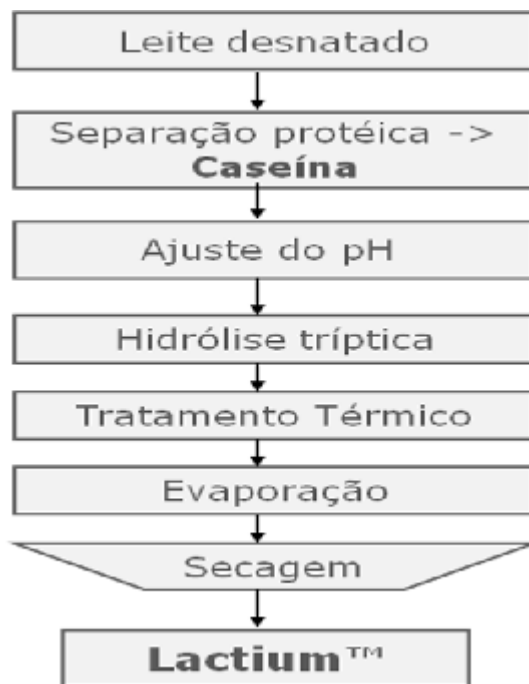 Leite desnatado
Separação protéica ->
Caseína
Ajuste do pH
Hidrólise tríptica
Tratamento Térmico
Evaporação
Secagem
Lactium™